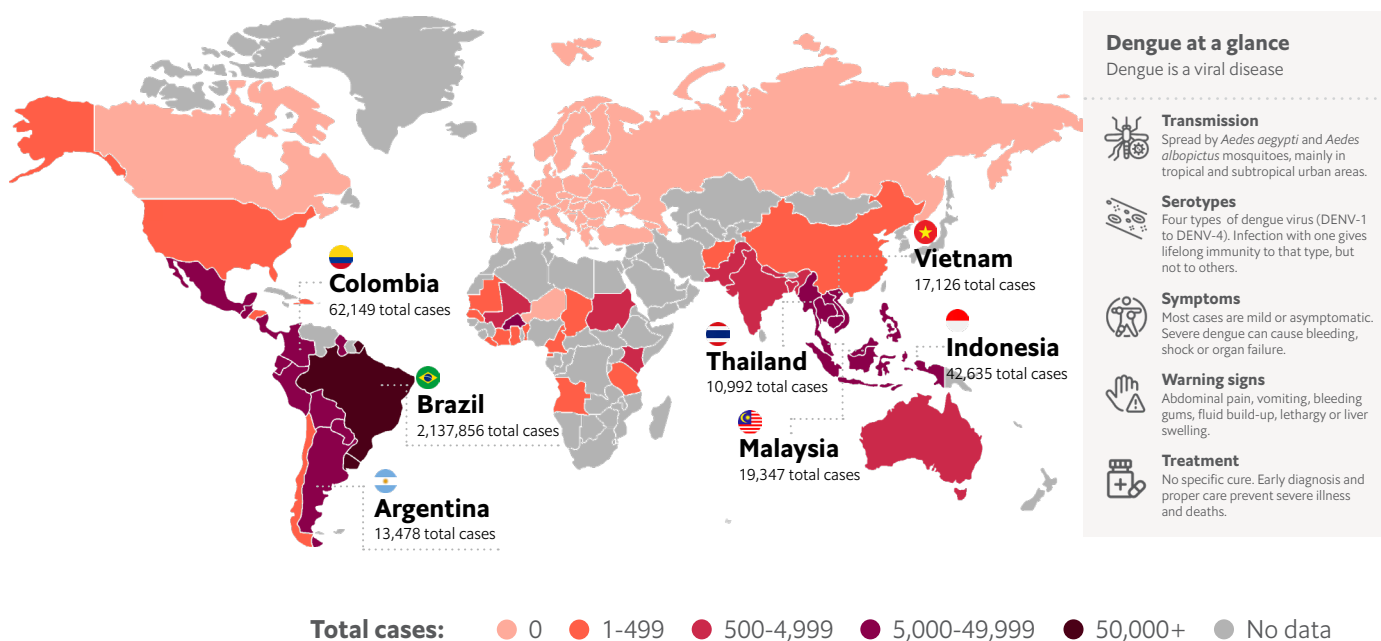 Colombia
62,149 total cases
Brazil
2,137,856 total cases
Argentina
13,478 total cases
Vietnam
17,126 total cases
Thailand
10,992 total cases
Indonesia
42,635 total cases
Malaysia
19,347 total cases
Dengue at a glance
Dengue is a viral disease
Transmission
Spread by Aedes aegypti and Aedes
albopictus mosquitoes, mainly in
tropical and subtropical urban areas.
Serotypes
Four types of dengue virus (DENV-1
to DENV-4). Infection with one gives
lifelong immunity to that type, but
not to others.
Symptoms
Most cases are mild or asymptomatic.
Severe dengue can cause bleeding,
shock or organ failure.
Warning signs
Abdominal pain, vomiting, bleeding
gums, fluid build-up, lethargy or liver
swelling.
Treatment
No specific cure. Early diagnosis and
proper care prevent severe illness
and deaths.
Total cases: 0 1-499 500-4,999 5,000-49,999 50,000+ No data